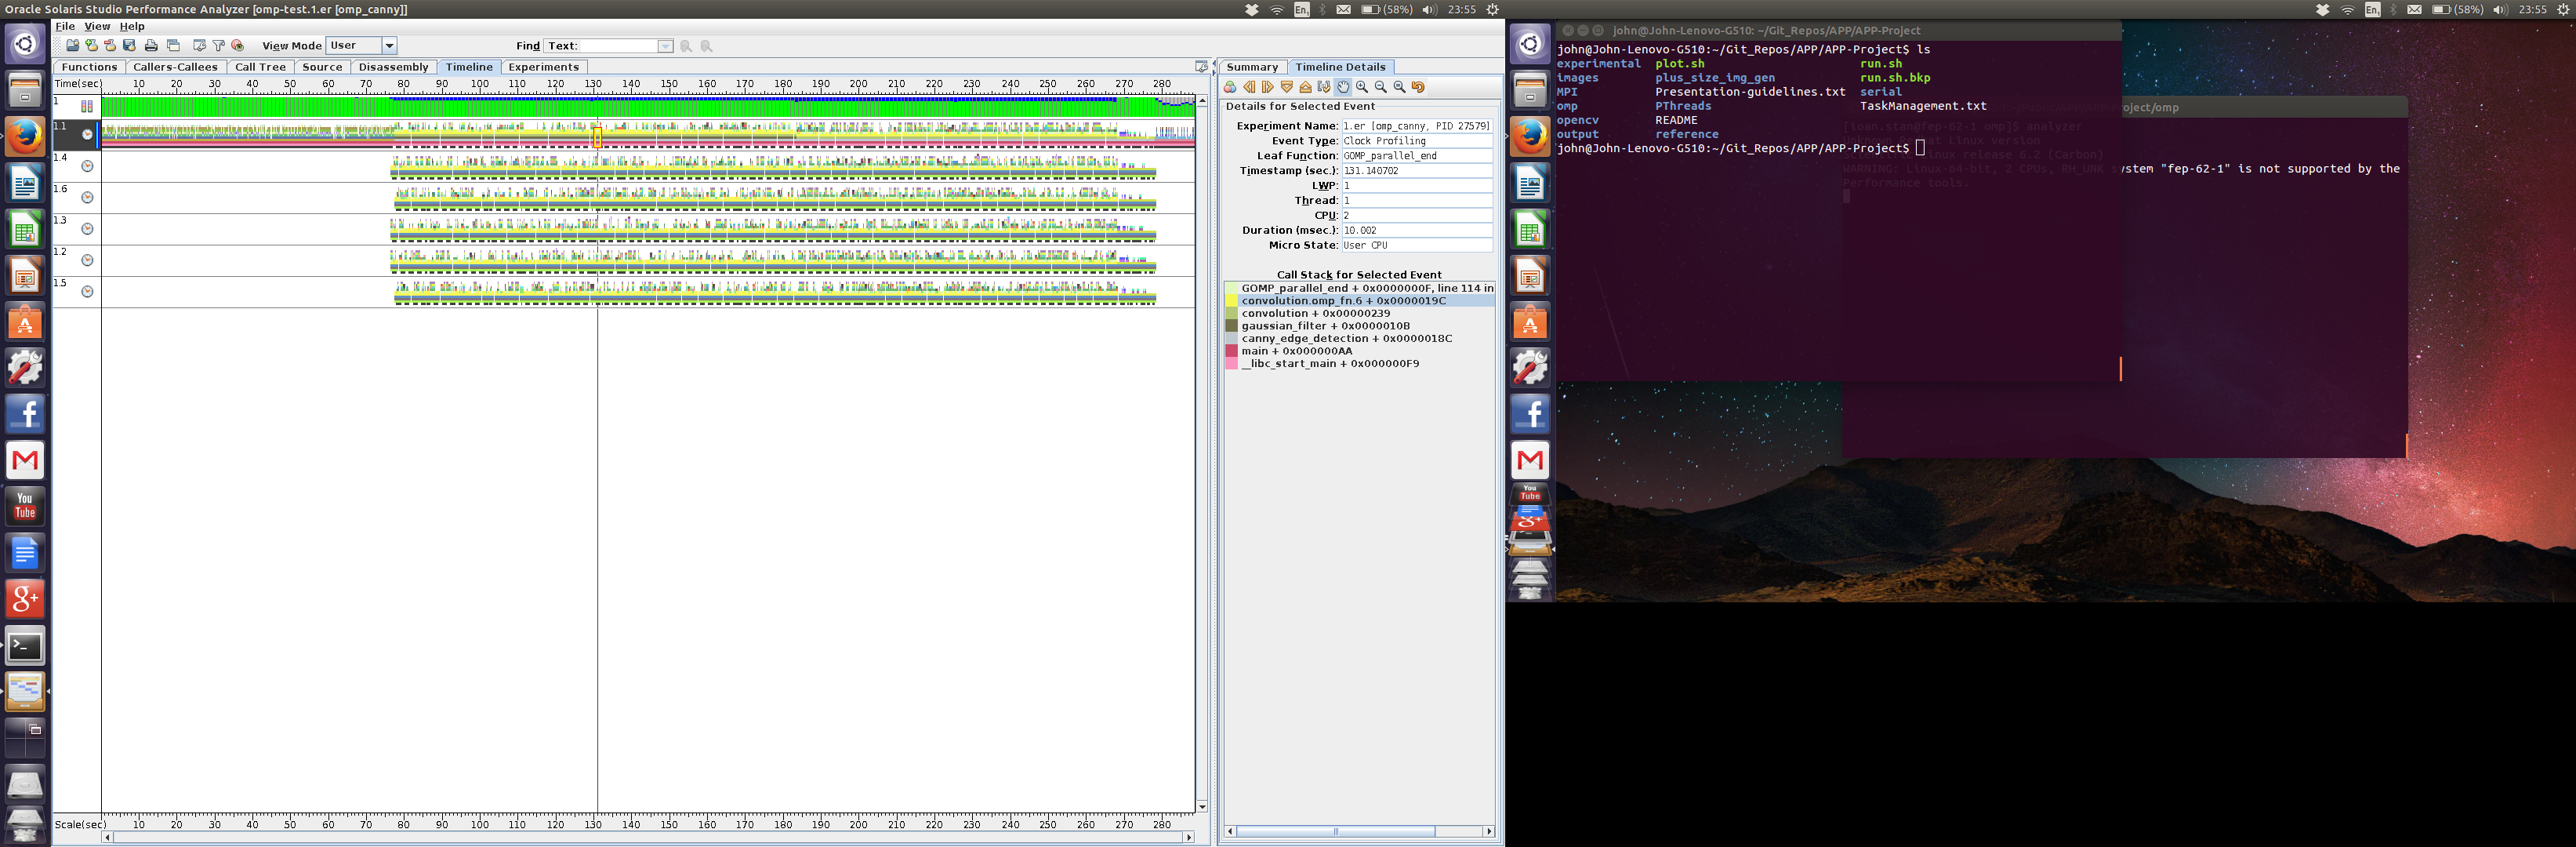 Oracle Solaris Studio Performance Analyzer [omp-test.1.er [omp_canny]]
En1 (58%) 23:55
File View Help
View Mode User Find Text:
Functions Callers-Callees Call Tree Source Disassembly Timeline Experiments
Time(sec) 10 20 30 40 50 60 70 80 90 100 110 120 130 140 150 160 170 180 190 200 210 220 230 240 250 260 270 280
1
1.1
1.4
1.6
1.3
1.2
1.5
Scale(sec) 10 20 30 40 50 60 70 80 90 100 110 120 130 140 150 160 170 180 190 200 210 220 230 240 250 260 270 280
You
Tube
Summary Timeline Details
Details for Selected Event
Experiment Name: 1.er [omp_canny, PID 27579]
Event Type: Clock Profiling
Leaf Function: GOMP_parallel_end
Timestamp (sec.): 131.140702
LWP: 1
Thread: 1
CPU: 2
Duration (msec.): 10.002
Micro State: User CPU
Call Stack for Selected Event
GOMP_parallel_end + 0x0000000F, line 114 in
convolution.omp_fn.6 + 0x0000019C
convolution + 0x00000239
gaussian_filter + 0x0000010B
canny_edge_detection + 0x0000018C
main + 0x000000AA
__libc_start_main + 0x000000F9
En1 (58%) 23:55
john@John-Lenovo-G510: ~/Git_Repos/APP/APP-Project
john@John-Lenovo-G510:~/Git_Repos/APP/APP-Project$ ls
experimental plot.sh run.sh
images plus_size_img_gen run.sh.bkp
MPI Presentation-guidelines.txt serial
omp PThreads TaskManagement.txt
opencv README
output reference
john@John-Lenovo-G510:~/Git_Repos/APP/APP-Project$
oject/omp
[ioan.stan@fep-62-1 omp]$ analyzer
Linux version
Linux release 6.2 (Carbon)
WARNING: Linux-64-bit, 2 CPUs, RH_UNK system "fep-62-1" is not supported by the
Performance tools.
You
Tube